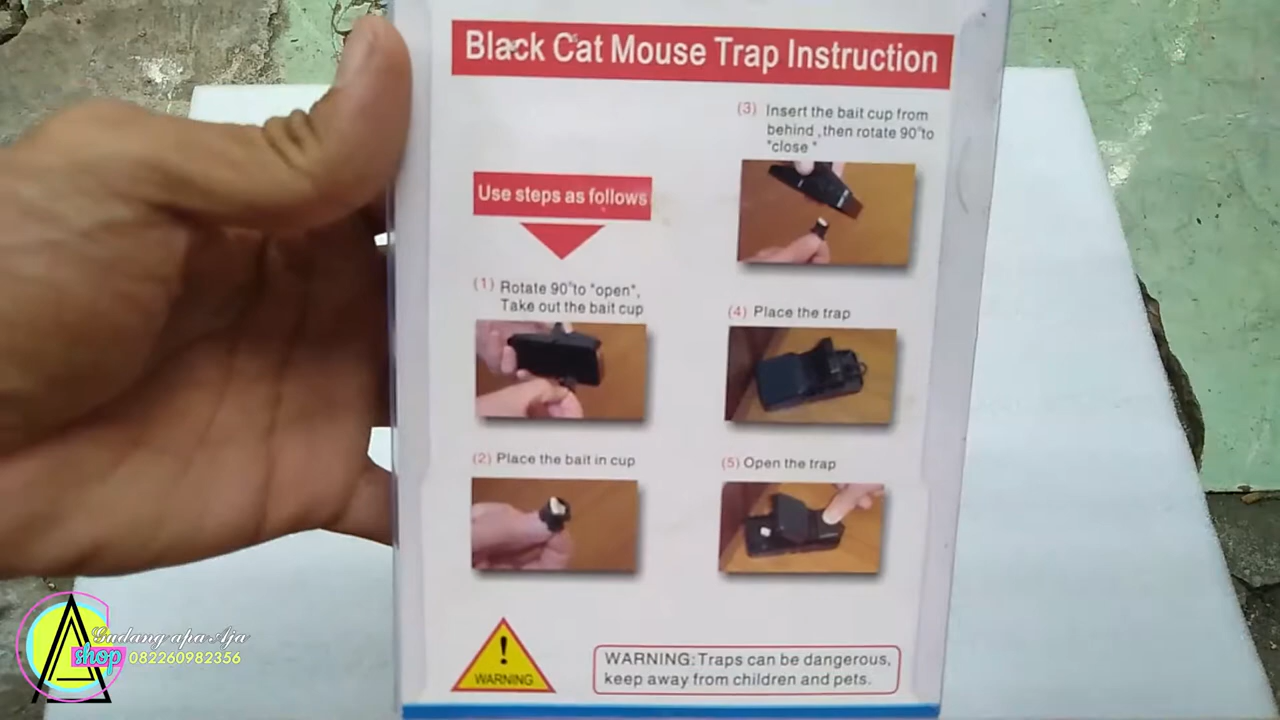 Black Cat Mouse Trap Instruction
Use steps as follows
(1) Rotate 90°to "open",
Take out the bait cup
(2) Place the bait in cup
(3) Insert the bait cup from
behind ,then rotate 90°to
"close "
(4) Place the trap
(5) Open the trap
WARNING
WARNING: Traps can be dangerous,
keep away from children and pets.
Gudang apa Aja
shop 082260982356